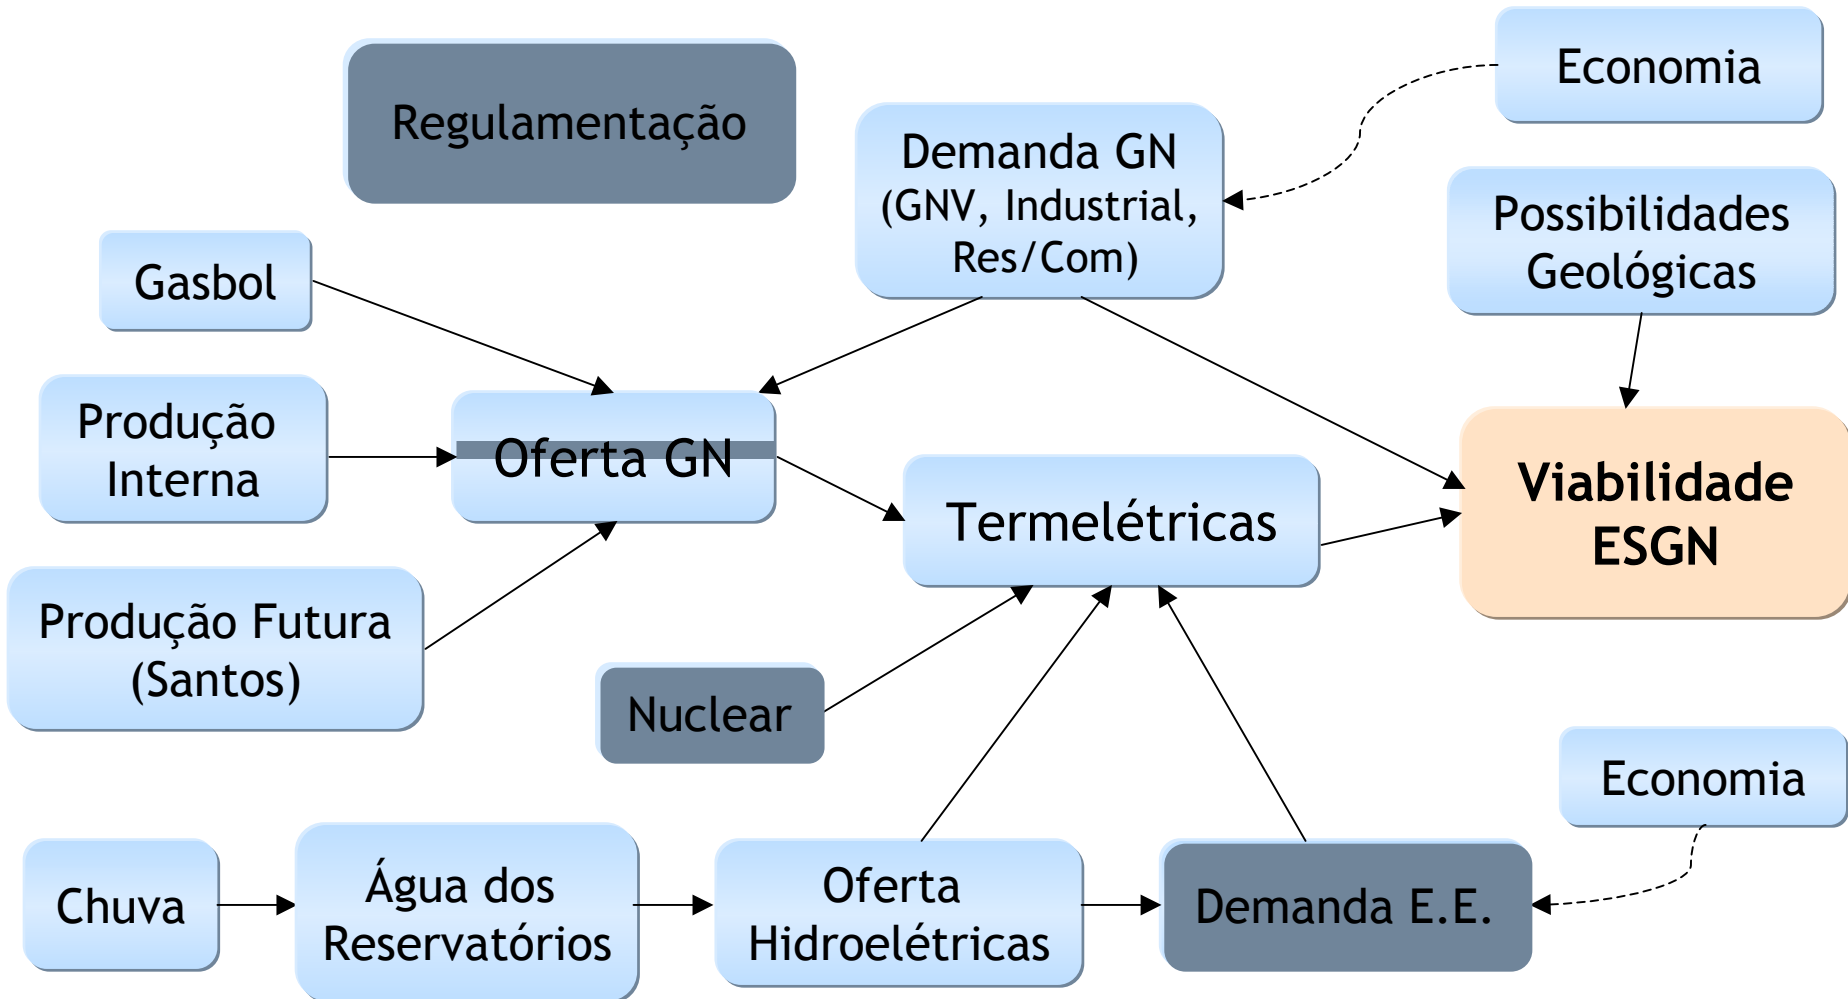 Economia
Regulamentação
Demanda GN
(GNV, Industrial,
Res/Com)
Possibilidades
Geológicas
Gasbol
Produção
Interna
Oferta GN
Viabilidade
ESGN
Termelétricas
Produção Futura
(Santos)
Nuclear
Economia
Chuva
Água dos
Reservatórios
Oferta
Hidroelétricas
Demanda E.E.